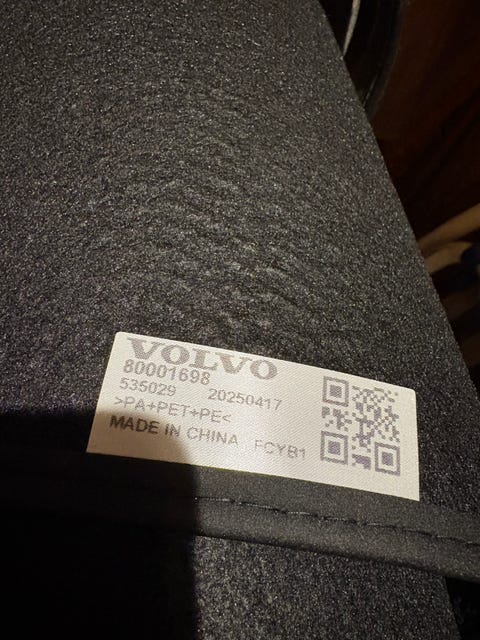 VOLVO
80001698
535029 20250417
>PA+PET+PE<
MADE IN CHINA FCYB1